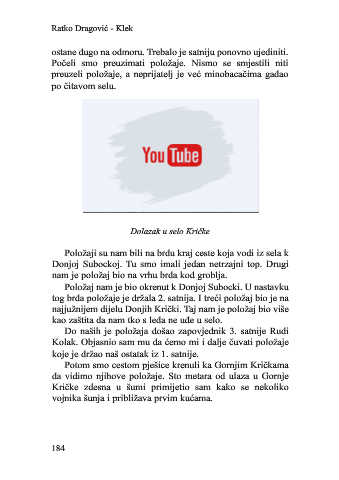 Ratko Dragović - Klek
ostane dugo na odmoru. Trebalo je satniju ponovno ujediniti.
Počeli smo preuzimati položaje. Nismo se smjestili niti
preuzeli položaje, a neprijatelj je već minobacačima gađao
po čitavom selu.
YouTube
Dolazak u selo Kričke
Položaji su nam bili na brdu kraj ceste koja vodi iz sela k
Donjoj Subockoj. Tu smo imali jedan netrzajni top. Drugi
nam je položaj bio na vrhu brda kod groblja.
Položaj nam je bio okrenut k Donjoj Subocki. U nastavku
tog brda položaje je držala 2. satnija. I treći položaj bio je na
najjužnijem dijelu Donjih Krički. Taj nam je položaj bio više
kao zaštita da nam tko s leđa ne uđe u selo.
Do naših je položaja došao zapovjednik 3. satnije Rudi
Kolak. Objasnio sam mu da ćemo mi i dalje čuvati položaje
koje je držao naš ostatak iz 1. satnije.
Potom smo cestom pješice krenuli ka Gornjim Kričkama
da vidimo njihove položaje. Sto metara od ulaza u Gornje
Kričke zdesna u šumi primijetio sam kako se nekoliko
vojnika šunja i približava prvim kućama.
184